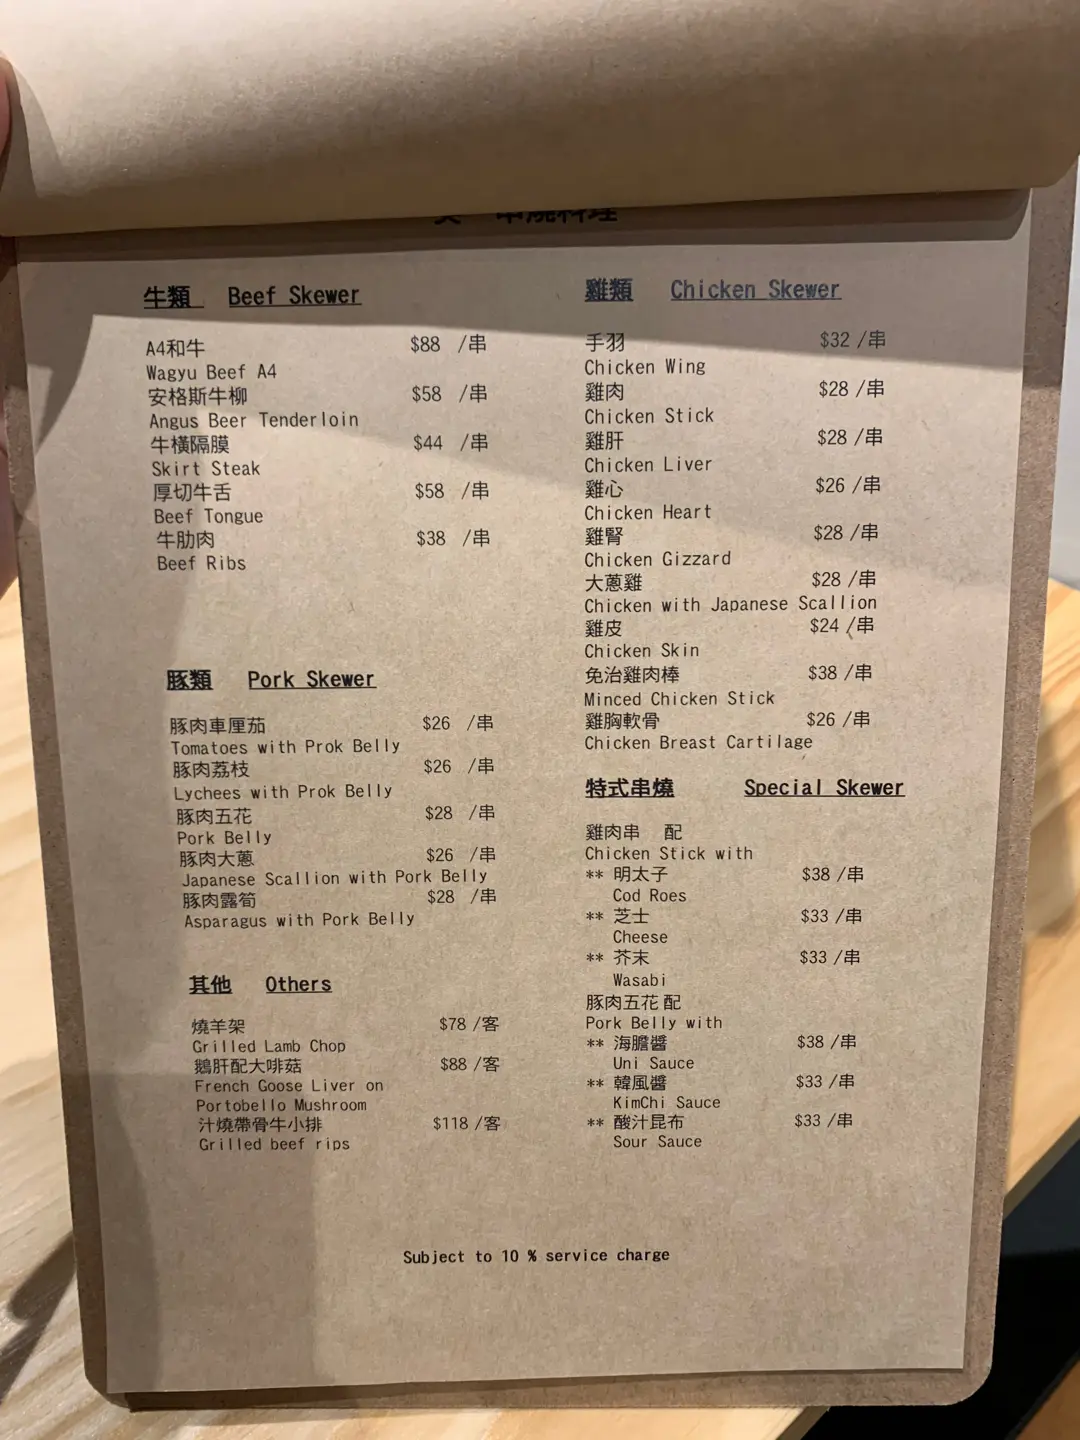 串燒料理
牛類 Beef Skewer
A4和牛 $88 /串
Wagyu Beef A4
安格斯牛柳 $58 /串
Angus Beer Tenderloin
牛橫隔膜 $44 /串
Skirt Steak
厚切牛舌 $58 /串
Beef Tongue
牛肋肉 $38 /串
Beef Ribs
豚類 Pork Skewer
豚肉車厘茄 $26 /串
Tomatoes with Prok Belly
豚肉荔枝 $26 /串
Lychees with Prok Belly
豚肉五花 $28 /串
Pork Belly
豚肉大蔥 $26 /串
Japanese Scallion with Pork Belly
豚肉露筍 $28 /串
Asparagus with Pork Belly
其他 Others
燒羊架 $78 /客
Grilled Lamb Chop
鵝肝配大啡菇 $88 /客
French Goose Liver on
Portobello Mushroom
汁燒帶骨牛小排 $118 /客
Grilled beef rips
雞類 Chicken Skewer
手羽 $32 /串
Chicken Wing
雞肉 $28 /串
Chicken Stick
雞肝 $28 /串
Chicken Liver
雞心 $26 /串
Chicken Heart
雞腎 $28 /串
Chicken Gizzard
大蔥雞 $28 /串
Chicken with Japanese Scallion
雞皮 $24 /串
Chicken Skin
免治雞肉棒 $38 /串
Minced Chicken Stick
雞胸軟骨 $26 /串
Chicken Breast Cartilage
特式串燒 Special Skewer
雞肉串 配
Chicken Stick with
** 明太子 $38 /串
Cod Roes
** 芝士 $33 /串
Cheese
** 芥末 $33 /串
Wasabi
豚肉五花 配
Pork Belly with
** 海膽醬 $38 /串
Uni Sauce
** 韓風醬 $33 /串
KimChi Sauce
** 酸汁昆布 $33 /串
Sour Sauce
Subject to 10 % service charge